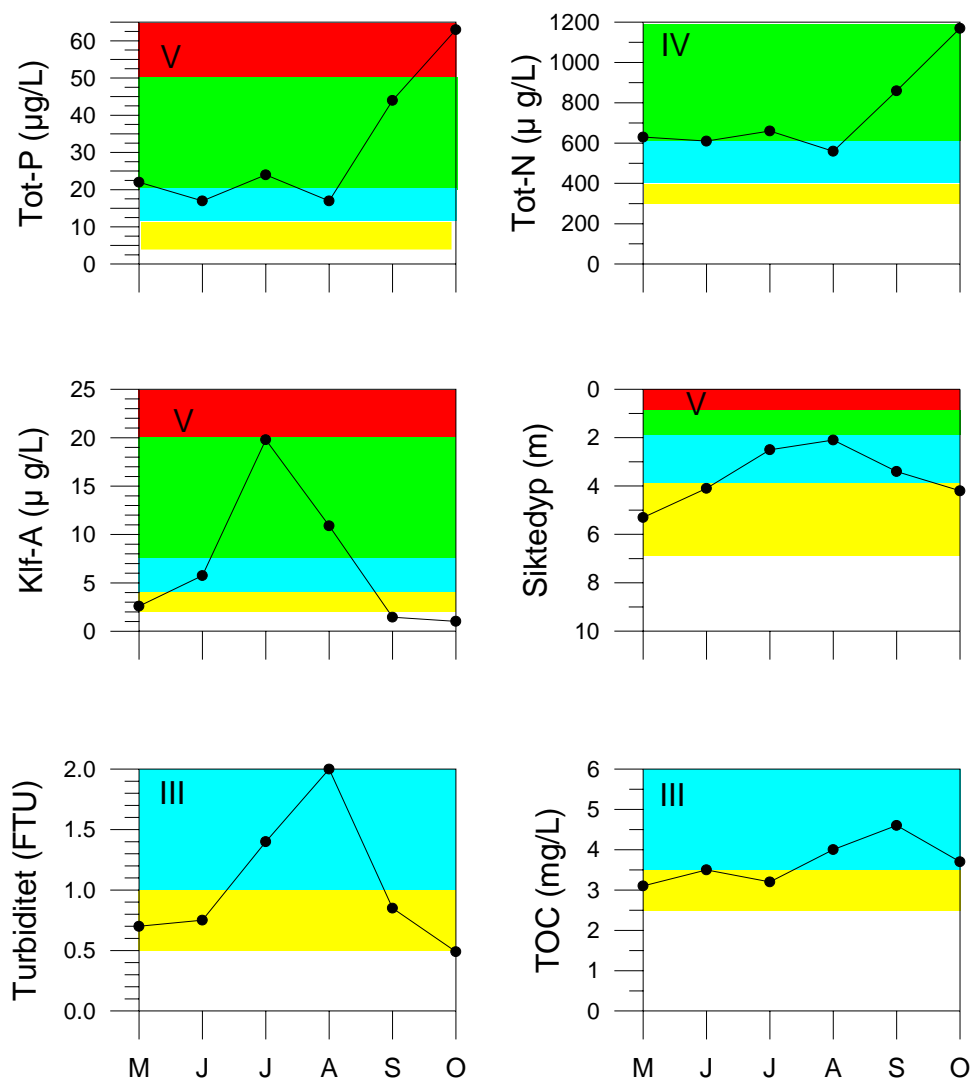 Tot-P (µg/L)
60
50
40
30
20
10
0
V
Tot-N (µ g/L)
1200
1000
800
600
400
200
0
IV
Klf-A (µ g/L)
25
20
15
10
5
0
V
Siktedyp (m)
0
2
4
6
8
10
V
Turbiditet (FTU)
2.0
1.5
1.0
0.5
0.0
III
M J J A S O
TOC (mg/L)
6
5
4
3
2
1
0
III
M J J A S O